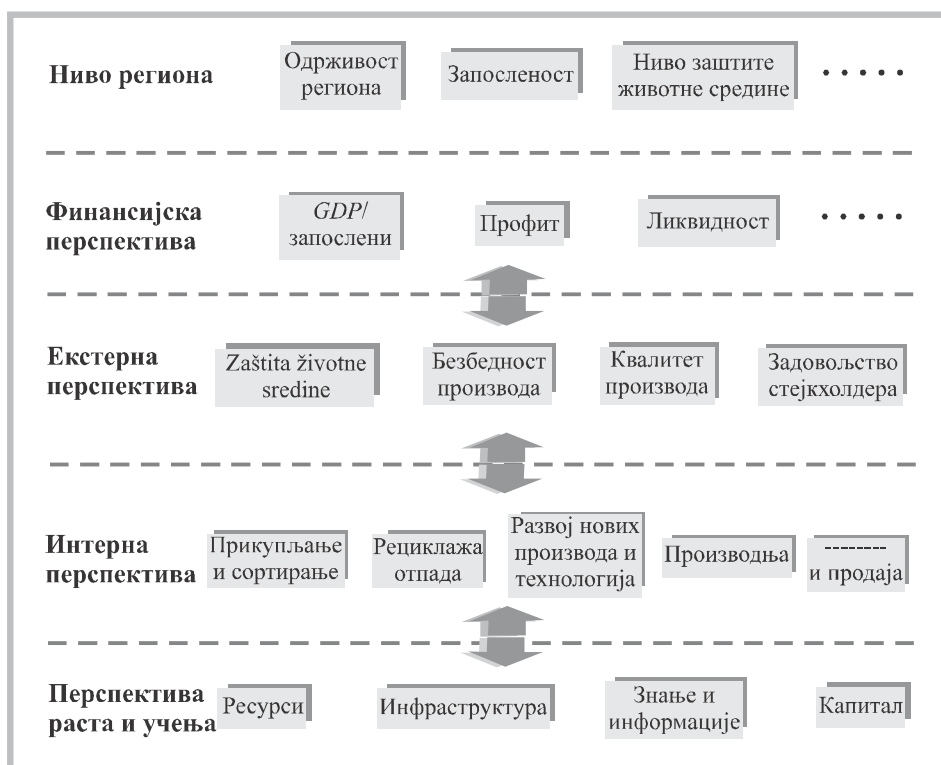 Ниво региона
Одрживост
региона
Запосленост
Ниво заштите
животне средине
.....
Финансијска
перспектива
GDP/
запослени
Профит
Ликвидност
.....
Екстерна
перспектива
Zaštita životne
sredine
Безбедност
производа
Квалитет
производа
Задовољство
стејкхолдера
Интерна
перспектива
Прикупљање
и сортирање
Рециклажа
отпада
Развој нових
производа и
технологија
Производња
--------
и продаја
Перспектива
раста и учења
Ресурси
Инфраструктура
Знање и
информације
Капитал